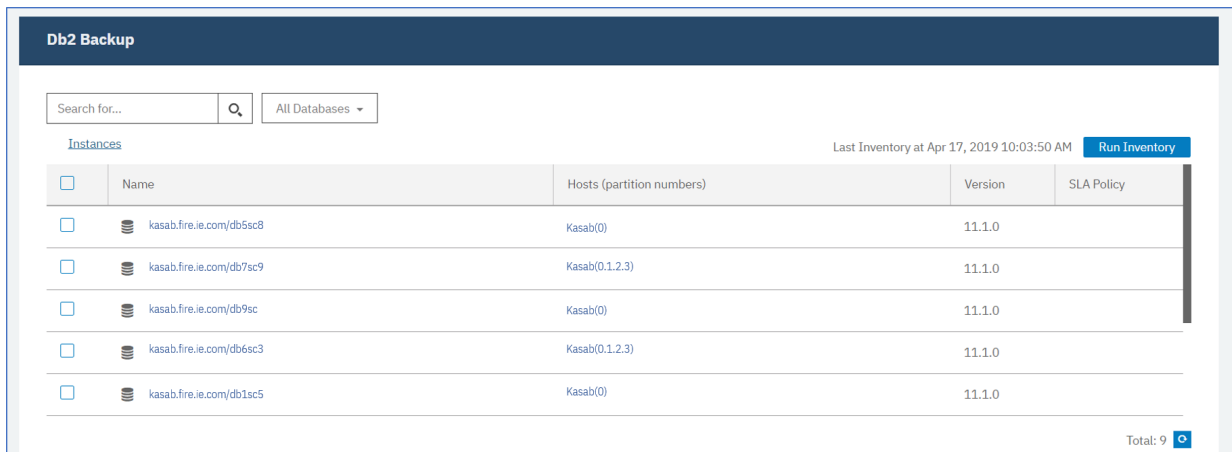 Db2 Backup
Search for... All Databases
Instances
Last Inventory at Apr 17, 2019 10:03:50 AM Run Inventory
Name Hosts (partition numbers) Version SLA Policy
kasab.fire.ie.com/db5sc8 Kasab(0) 11.1.0
kasab.fire.ie.com/db7sc9 Kasab(0.1.2.3) 11.1.0
kasab.fire.ie.com/db9sc Kasab(0) 11.1.0
kasab.fire.ie.com/db6sc3 Kasab(0.1.2.3) 11.1.0
kasab.fire.ie.com/db1sc5 Kasab(0) 11.1.0
Total: 9